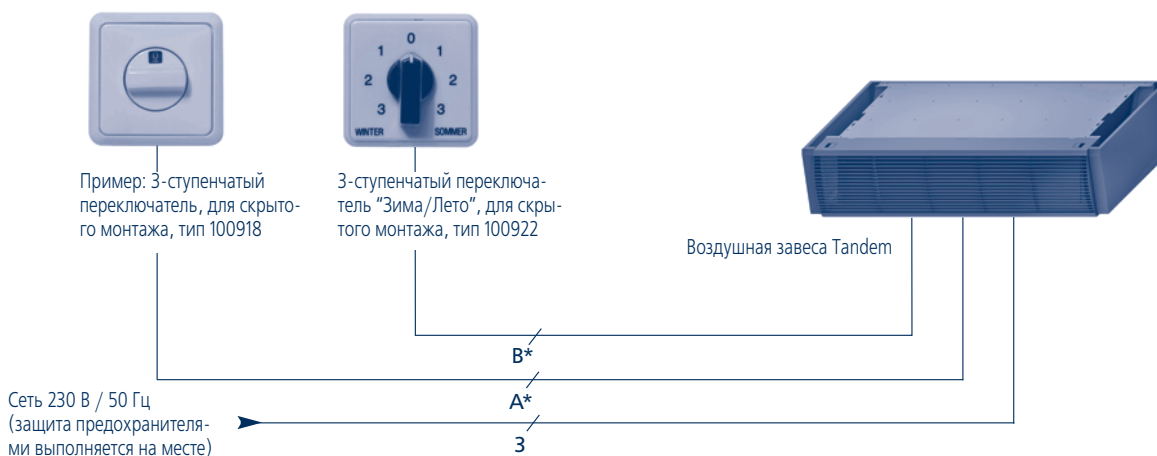 0
1 1
2 2
3 3
WINTER SOMMER
Пример: 3-ступенчатый
переключатель, для скрыто-
го монтажа, тип 100918
3-ступенчатый переключа-
тель "Зима/Лето", для скры-
того монтажа, тип 100922
Воздушная завеса Tandem
B*
A*
Сеть 230 В / 50 Гц
(защита предохранителя-
ми выполняется на месте)
3